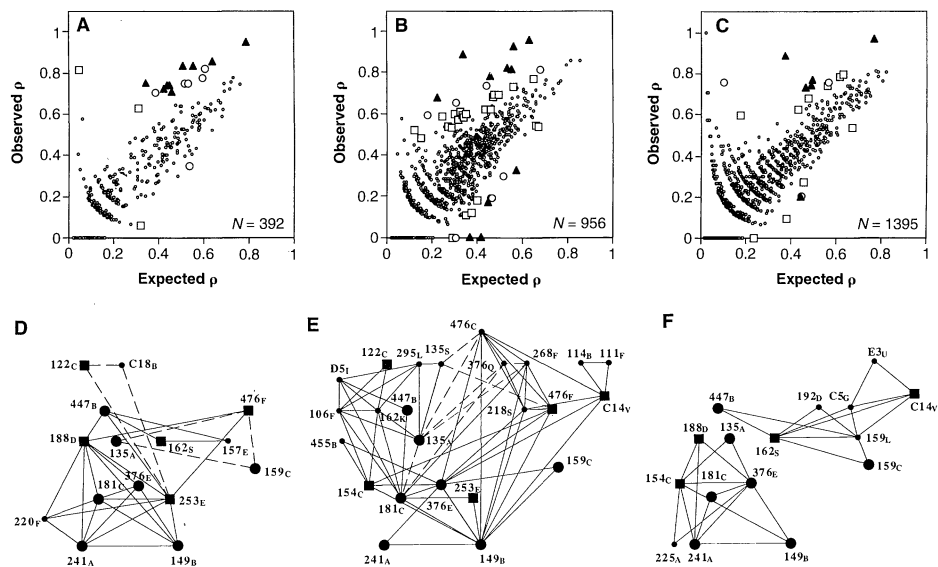 A
B
C
1
0.8
0.6
0.4
0.2
0
Observed ρ
N = 392
0 0.2 0.4 0.6 0.8 1
Expected ρ
1
0.8
0.6
0.4
0.2
0
Observed ρ
N = 956
0 0.2 0.4 0.6 0.8 1
Expected ρ
1
0.8
0.6
0.4
0.2
0
Observed ρ
N = 1395
0 0.2 0.4 0.6 0.8 1
Expected ρ
D
122C
C18B
447B
476F
188D
135A
162S
157E
159C
376E
181C
253E
220F
241A
149B
E
476C
122C
295L
135S
376Q
268F
114B
111F
D5I
447B
476F
C14V
106F
162K
218S
135A
455B
159C
154C
253E
181C
376E
241A
149B
F
E3U
447B
192D
C5G
C14V
188D
135A
162S
159L
376E
159C
154C
181C
225A
241A
149B